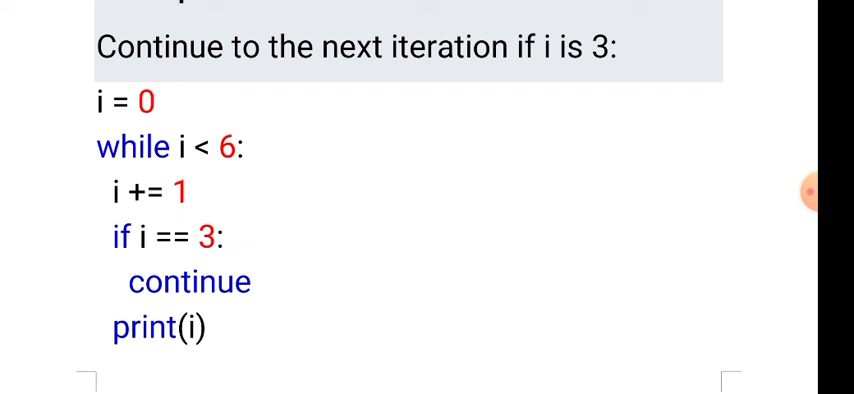 Continue to the next iteration if i is 3:
i = 0
while i < 6:
  i += 1
  if i == 3:
    continue
  print(i)